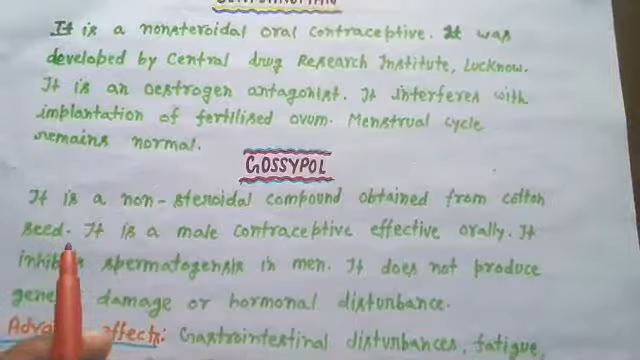 It is a nonsteroidal oral contraceptive. It was
developed by Central drug Research Institute, Lucknow.
It is an oestrogen antagonist. It interferes with
implantation of fertilised ovum. Menstrual cycle
remains normal.
GOSSYPOL
It is a non-steroidal compound obtained from cotton
seed. It is a male contraceptive effective orally. It
spermatogensis in men. It does not produce
damage or hormonal distunbance.
effects: Gastrointestinal distunbances, fatigue,